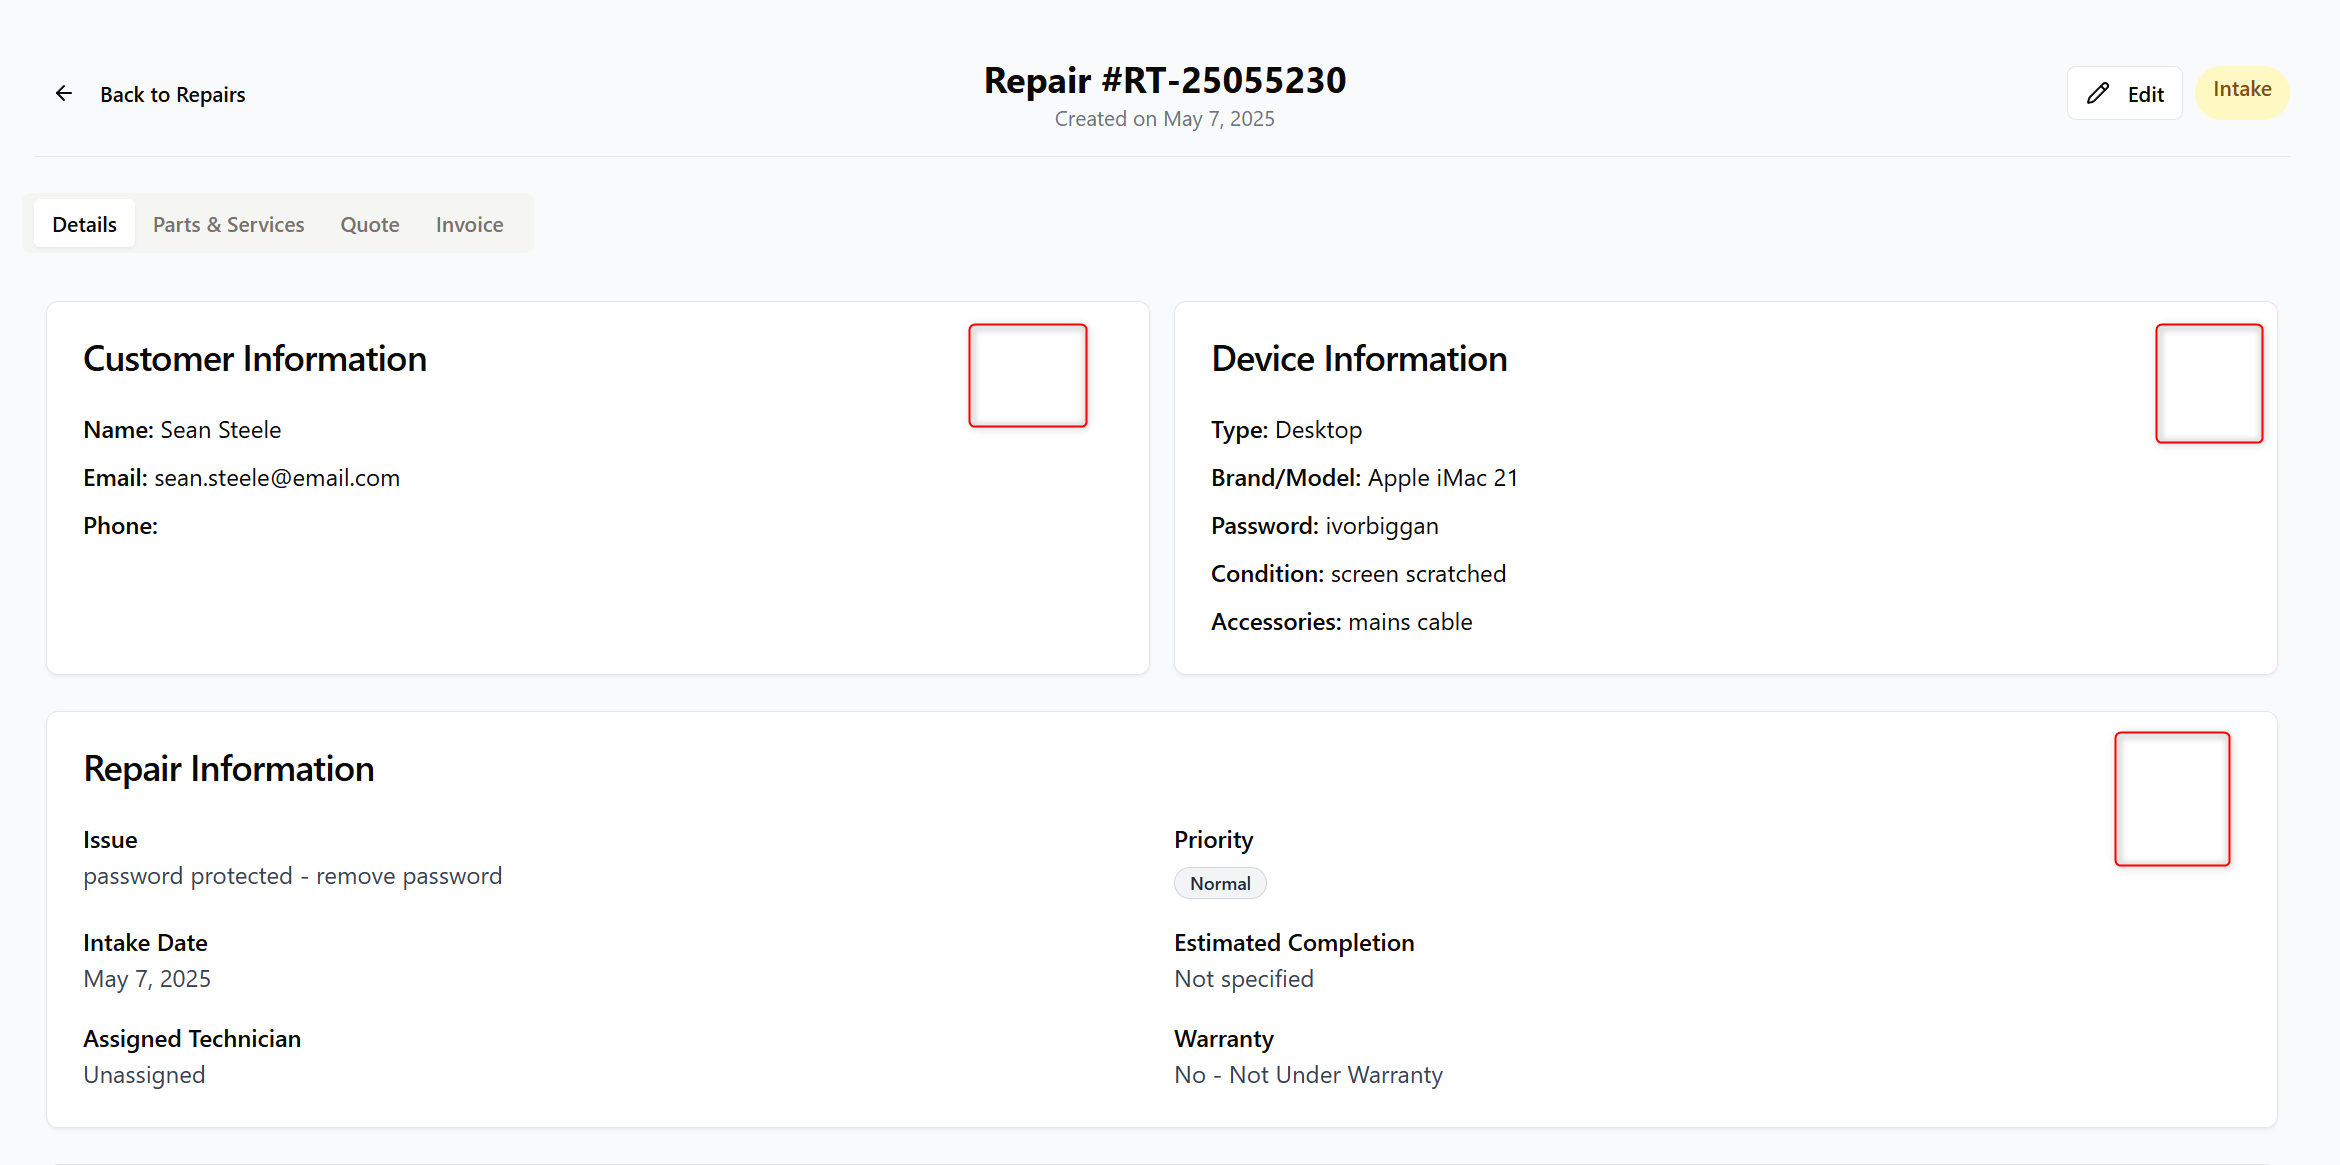 Back to Repairs
Repair #RT-25055230
Created on May 7, 2025
Edit
Intake
Details
Parts & Services
Quote
Invoice
Customer Information
Name: Sean Steele
Email: sean.steele@email.com
Phone:
Device Information
Type: Desktop
Brand/Model: Apple iMac 21
Password: ivorbiggan
Condition: screen scratched
Accessories: mains cable
Repair Information
Issue
password protected - remove password
Priority
Normal
Intake Date
May 7, 2025
Estimated Completion
Not specified
Assigned Technician
Unassigned
Warranty
No - Not Under Warranty